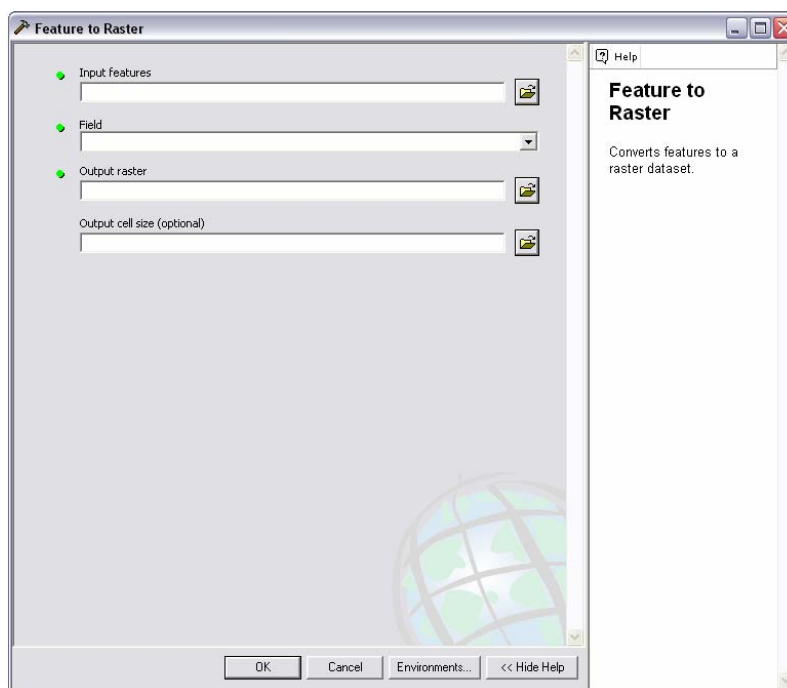 Feature to Raster
Input features
Field
Output raster
Output cell size (optional)
OK
Cancel
Environments...
<< Hide Help
Help
Feature to
Raster
Converts features to a
raster dataset.